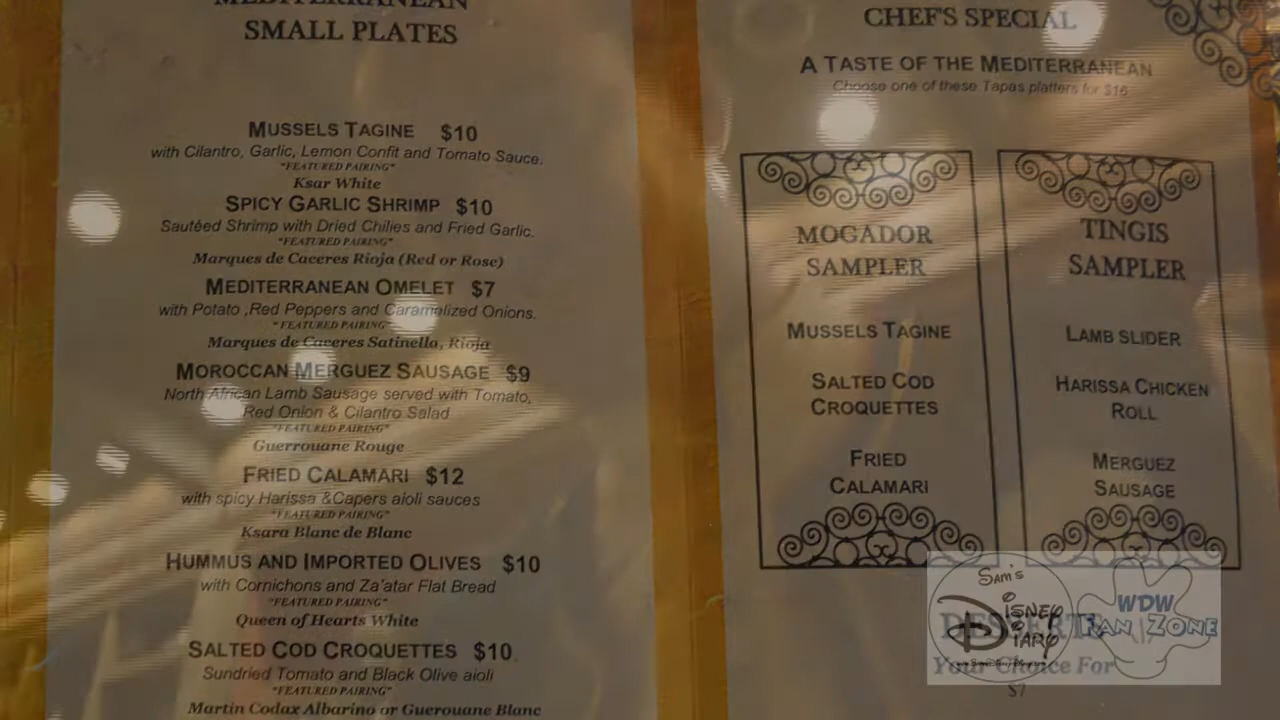 MEDITERRANEAN
SMALL PLATES
MUSSELS TAGINE $10
with Cilantro, Garlic, Lemon Confit and Tomato Sauce.
"FEATURED PAIRING"
Ksar White
SPICY GARLIC SHRIMP $10
Sautéed Shrimp with Dried Chilies and Fried Garlic.
"FEATURED PAIRING"
Marques de Caceres Rioja (Red or Rose)
MEDITERRANEAN OMELET $7
with Potato ,Red Peppers and Caramelized Onions.
"FEATURED PAIRING"
Marques de Caceres Satinella, Rioja
MOROCCAN MERGUEZ SAUSAGE $9
North African Lamb Sausage served with Tomato,
Red Onion & Cilantro Salad
"FEATURED PAIRING"
Guerrouane Rouge
FRIED CALAMARI $12
with spicy Harissa &Capers aioli sauces
"FEATURED PAIRING"
Ksara Blanc de Blanc
HUMMUS AND IMPORTED OLIVES $10
with Cornichons and Za'atar Flat Bread
"FEATURED PAIRING"
Queen of Hearts White
SALTED COD CROQUETTES $10
Sundried Tomato and Black Olive aioli
"FEATURED PAIRING"
Martin Codax Albarino or Guerouane Blanc
CHEF'S SPECIAL
A TASTE OF THE MEDITERRANEAN
Choose one of these Tapas platters for $16
MOGADOR
SAMPLER
MUSSELS TAGINE
SALTED COD
CROQUETTES
FRIED
CALAMARI
TINGIS
SAMPLER
LAMB SLIDER
HARISSA CHICKEN
ROLL
MERGUEZ
SAUSAGE
DESSERTS
Your Choice For
$7
Sam's
Disney
Diary
WDW
Fan Zone